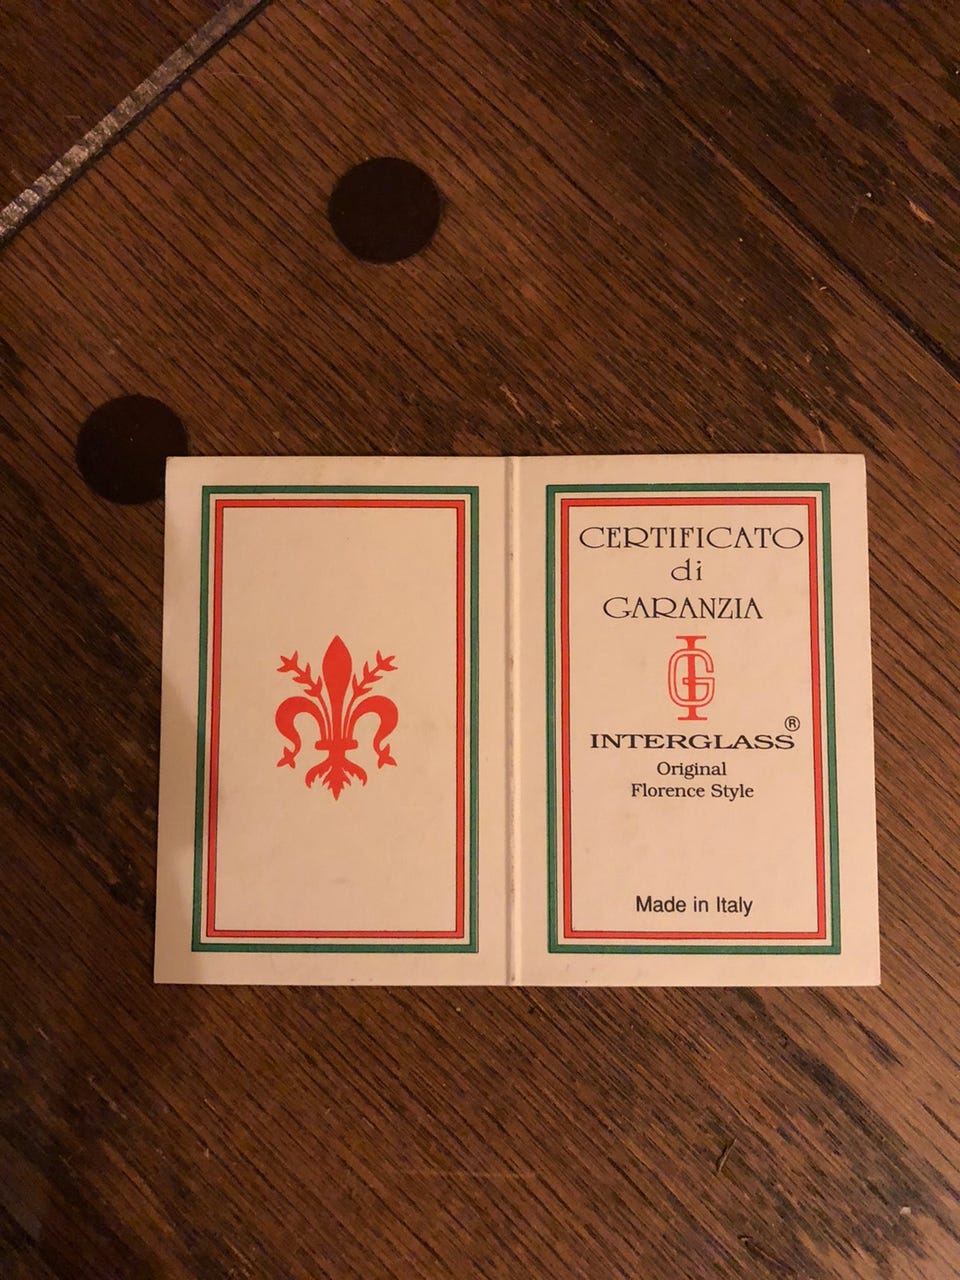 CERTIFICATO
di
GARANZIA
IG
INTERGLASS®
Original
Florence Style
Made in Italy